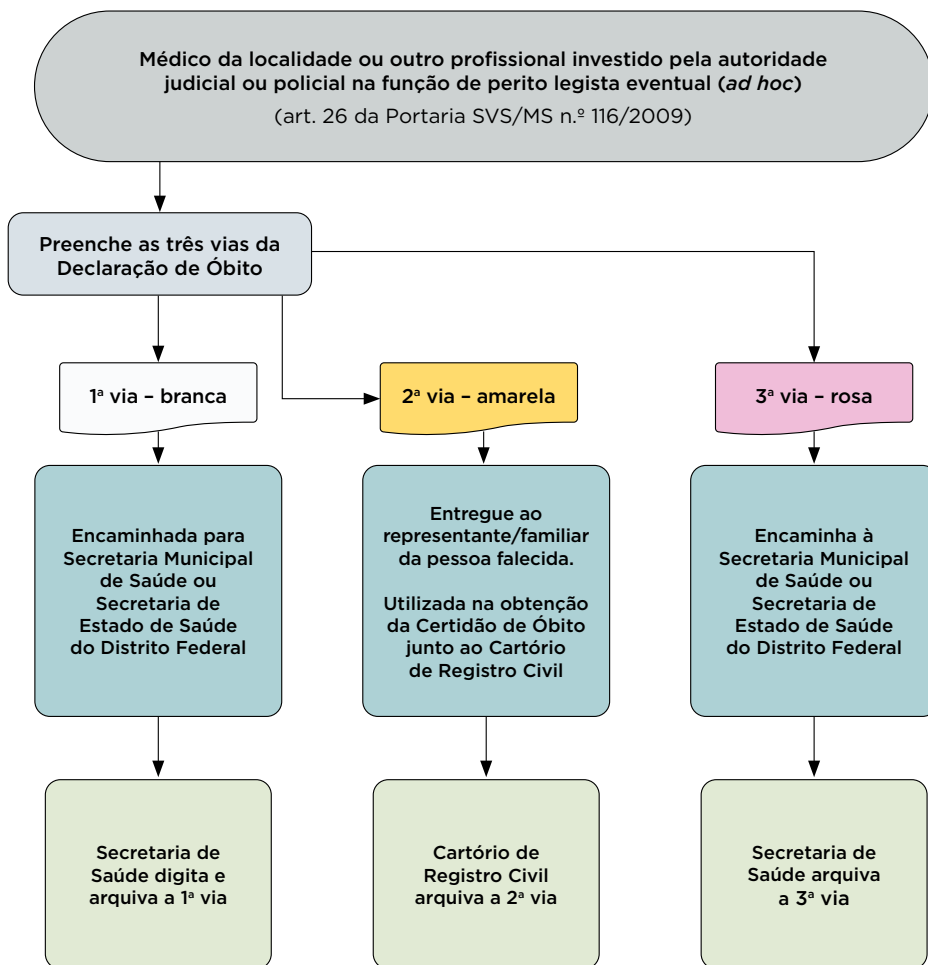 Médico da localidade ou outro profissional investido pela autoridade
judicial ou policial na função de perito legista eventual (ad hoc)
(art. 26 da Portaria SVS/MS n.º 116/2009)
Preenche as três vias da
Declaração de Óbito
1ª via – branca
2ª via – amarela
3ª via – rosa
Encaminhada para
Secretaria Municipal
de Saúde ou
Secretaria de
Estado de Saúde
do Distrito Federal
Entregue ao
representante/familiar
da pessoa falecida.
Utilizada na obtenção
da Certidão de Óbito
junto ao Cartório
de Registro Civil
Encaminha à
Secretaria Municipal
de Saúde ou
Secretaria de
Estado de Saúde
do Distrito Federal
Secretaria de
Saúde digita e
arquiva a 1ª via
Cartório de
Registro Civil
arquiva a 2ª via
Secretaria de
Saúde arquiva
a 3ª via